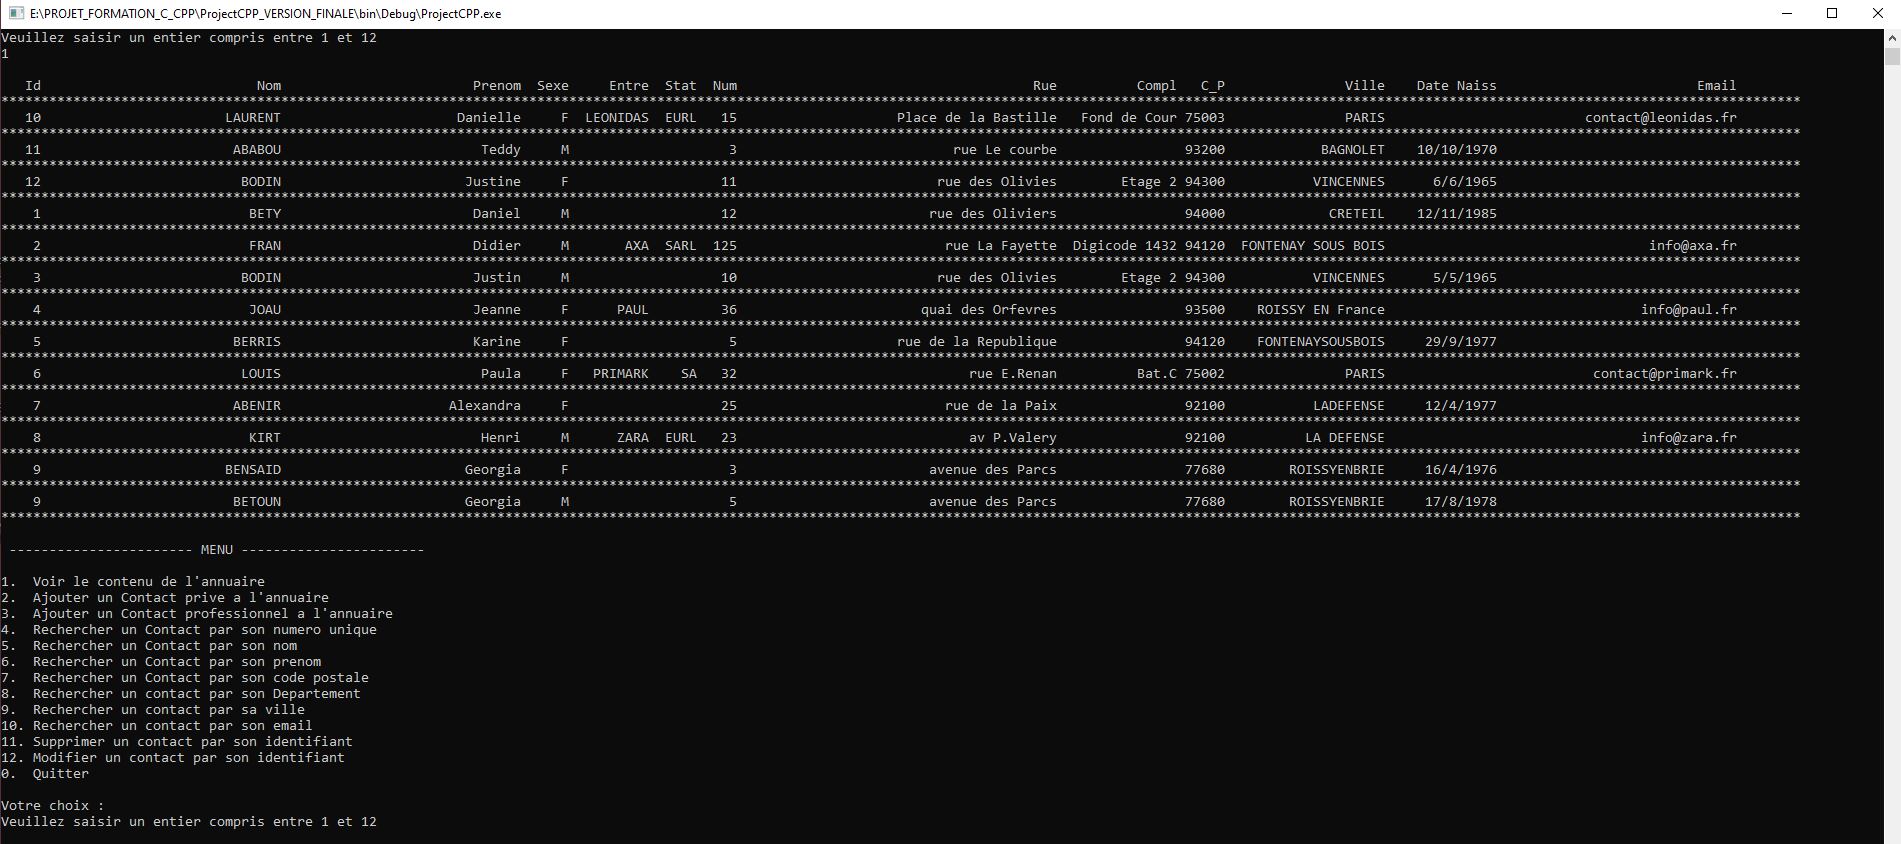 E:\PROJET_FORMATION_C_CPP\ProjectCPP_VERSION_FINALE\bin\Debug\ProjectCPP.exe
Veuillez saisir un entier compris entre 1 et 12
1
Id Nom Prenom Sexe Entre Stat Num Rue Compl C_P Ville Date Naiss Email
10 LAURENT Danielle F LEONIDAS EURL 15 Place de la Bastille Fond de Cour 75003 PARIS contact@leonidas.fr
11 ABABOU Teddy M 3 rue Le courbe 93200 BAGNOLET 10/10/1970
12 BODIN Justine F 11 rue des Olivies Etage 2 94300 VINCENNES 6/6/1965
1 BETY Daniel M 12 rue des Oliviers 94000 CRETEIL 12/11/1985
2 FRAN Didier M AXA SARL 125 rue La Fayette Digicode 1432 94120 FONTENAY SOUS BOIS info@axa.fr
3 BODIN Justin M 10 rue des Olivies Etage 2 94300 VINCENNES 5/5/1965
4 JOAU Jeanne F PAUL 36 quai des Orfevres 93500 ROISSY EN France info@paul.fr
5 BERRIS Karine F 5 rue de la Republique 94120 FONTENAYSOUSBOIS 29/9/1977
6 LOUIS Paula F PRIMARK SA 32 rue E.Renan Bat.C 75002 PARIS contact@primark.fr
7 ABENIR Alexandra F 25 rue de la Paix 92100 LADEFENSE 12/4/1977
8 KIRT Henri M ZARA EURL 23 av P.Valery 92100 LA DEFENSE info@zara.fr
9 BENSAID Georgia F 3 avenue des Parcs 77680 ROISSYENBRIE 16/4/1976
9 BETOUN Georgia M 5 avenue des Parcs 77680 ROISSYENBRIE 17/8/1978
----------------------- MENU -----------------------
1. Voir le contenu de l'annuaire
2. Ajouter un Contact prive a l'annuaire
3. Ajouter un Contact professionnel a l'annuaire
4. Rechercher un Contact par son numero unique
5. Rechercher un Contact par son nom
6. Rechercher un Contact par son prenom
7. Rechercher un Contact par son code postale
8. Rechercher un contact par son Departement
9. Rechercher un contact par sa ville
10. Rechercher un contact par son email
11. Supprimer un contact par son identifiant
12. Modifier un contact par son identifiant
0. Quitter
Votre choix :
Veuillez saisir un entier compris entre 1 et 12